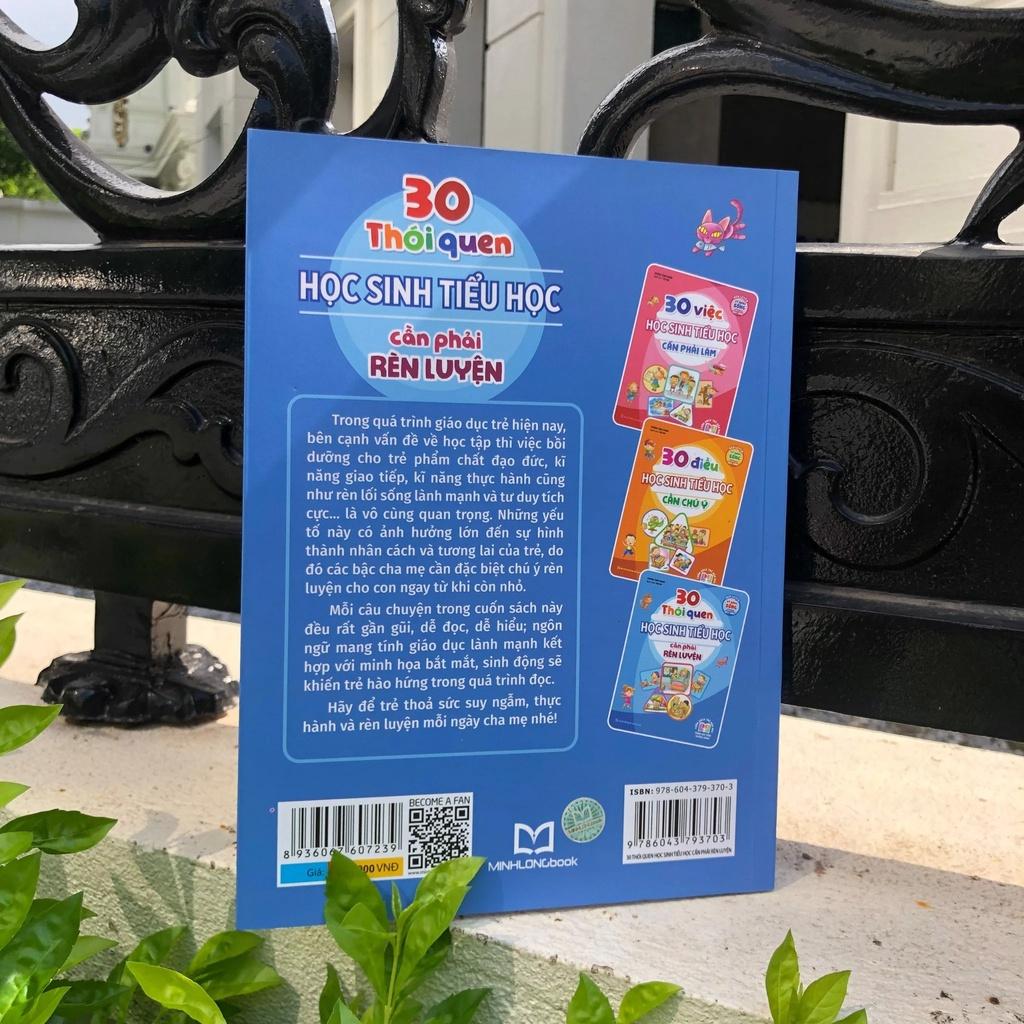 30
Thói quen
HỌC SINH TIỂU HỌC
cần phải
RÈN LUYỆN
Trong quá trình giáo dục trẻ hiện nay,
bên cạnh vấn đề về học tập thì việc bồi
dưỡng cho trẻ phẩm chất đạo đức, kĩ
năng giao tiếp, kĩ năng thực hành cũng
như rèn lối sống lành mạnh và tư duy tích
cực... là vô cùng quan trọng. Những yếu
tố này có ảnh hưởng lớn đến sự hình
thành nhân cách và tương lai của trẻ, do
đó các bậc cha mẹ cần đặc biệt chú ý rèn
luyện cho con ngay từ khi còn nhỏ.
Mỗi câu chuyện trong cuốn sách này
đều rất gần gũi, dễ đọc, dễ hiểu; ngôn
ngữ mang tính giáo dục lành mạnh kết
hợp với minh họa bắt mắt, sinh động sẽ
khiến trẻ hào hứng trong quá trình đọc.
Hãy để trẻ thoả sức suy ngẫm, thực
hành và rèn luyện mỗi ngày cha mẹ nhé!
30 việc
HỌC SINH TIỂU HỌC
CẦN PHẢI LÀM
30 điều
HỌC SINH TIỂU HỌC
CẦN CHÚ Ý
30
Thói quen
HỌC SINH TIỂU HỌC
cần phải
RÈN LUYỆN
BECOME A FAN
8 936067 607239
Giá: 000 VNĐ
MINHLONGbook
ISBN: 978-604-379-370-3
9 786043 793703
30 THÓI QUEN HỌC SINH TIỂU HỌC CẦN PHẢI RÈN LUYỆN